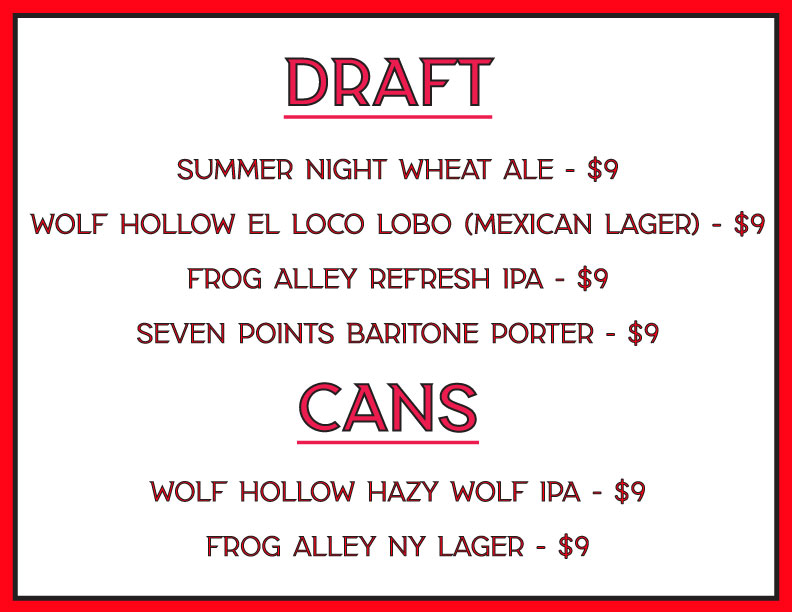 DRAFT
SUMMER NIGHT WHEAT ALE - $9
WOLF HOLLOW EL LOCO LOBO (MEXICAN LAGER) - $9
FROG ALLEY REFRESH IPA - $9
SEVEN POINTS BARITONE PORTER - $9
CANS
WOLF HOLLOW HAZY WOLF IPA - $9
FROG ALLEY NY LAGER - $9